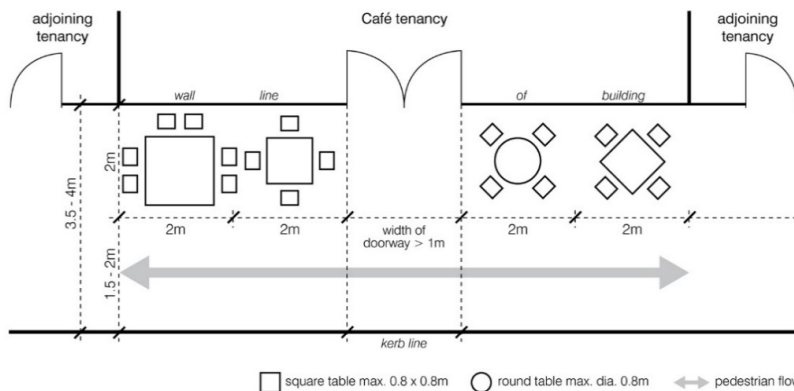 adjoining
tenancy
Café tenancy
adjoining
tenancy
wall
line
of
building
3.5 - 4m
2m
2m
2m
width of
doorway > 1m
2m
2m
1.5 - 2m
kerb line
square table max. 0.8 x 0.8m
round table max. dia. 0.8m
pedestrian